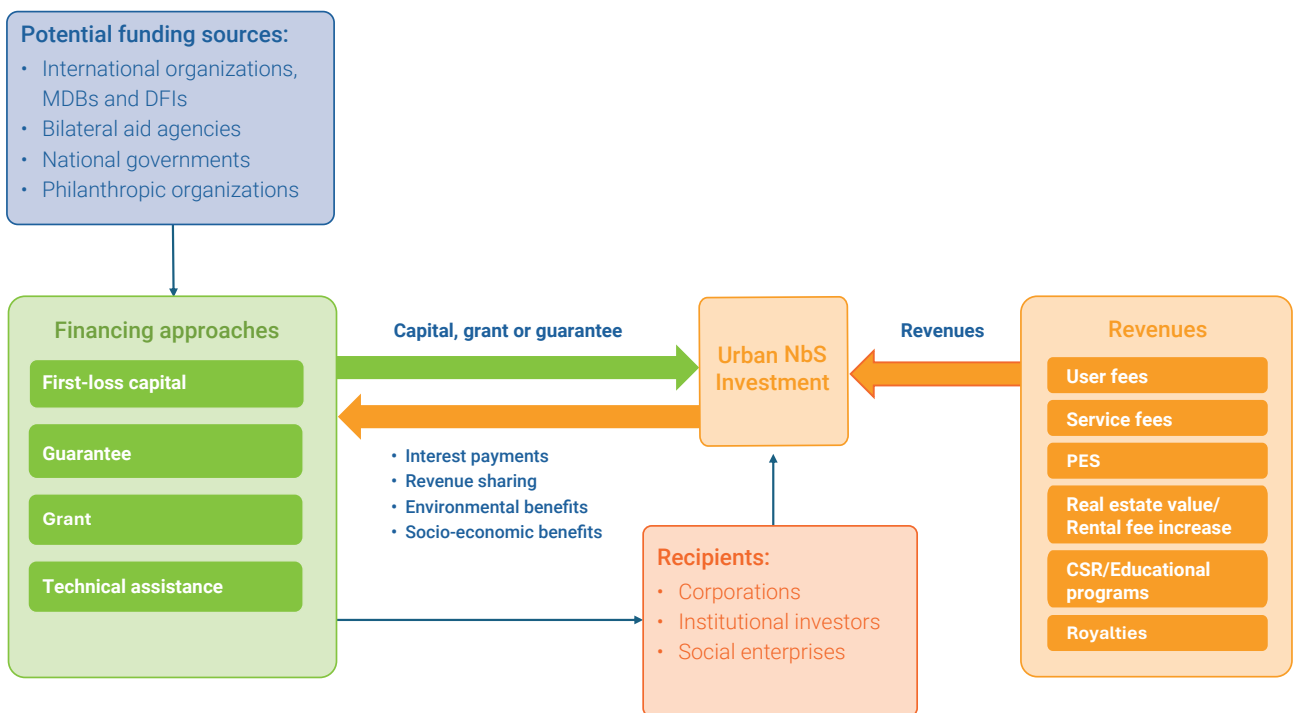 Potential funding sources:
• International organizations,
MDBs and DFIs
• Bilateral aid agencies
• National governments
• Philanthropic organizations
Financing approaches
First-loss capital
Guarantee
Grant
Technical assistance
Capital, grant or guarantee
• Interest payments
• Revenue sharing
• Environmental benefits
• Socio-economic benefits
Urban NbS
Investment
Recipients:
• Corporations
• Institutional investors
• Social enterprises
Revenues
Revenues
User fees
Service fees
PES
Real estate value/
Rental fee increase
CSR/Educational
programs
Royalties